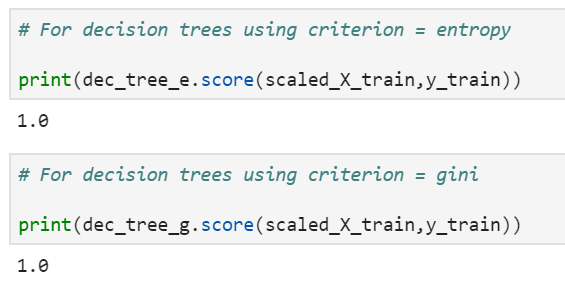 # For decision trees using criterion = entropy
print(dec_tree_e.score(scaled_X_train,y_train))
1.0
# For decision trees using criterion = gini
print(dec_tree_g.score(scaled_X_train,y_train))
1.0